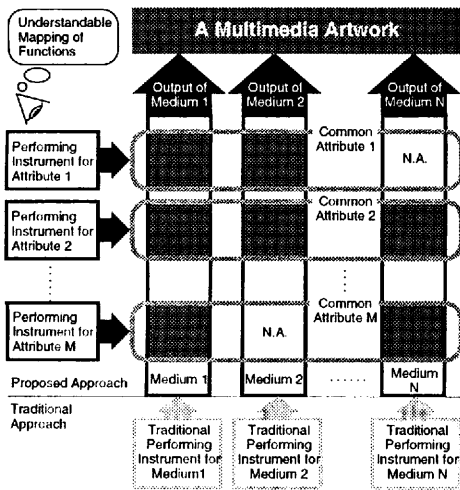 Understandable
Mapping of
Functions
A Multimedia Artwork
Output of
Medium 1
Output of
Medium 2
Output of
Medium N
Performing
Instrument for
Attribute 1
Common
Attribute 1
N.A.
Performing
Instrument for
Attribute 2
Common
Attribute 2
Performing
Instrument for
Attribute M
N.A.
Common
Attribute M
Proposed Approach
Medium 1
Medium 2
......
Medium
N
Traditional
Approach
Traditional
Performing
Instrument for
Medium1
Traditional
Performing
Instrument for
Medium 2
Traditional
Performing
Instrument for
Medium N